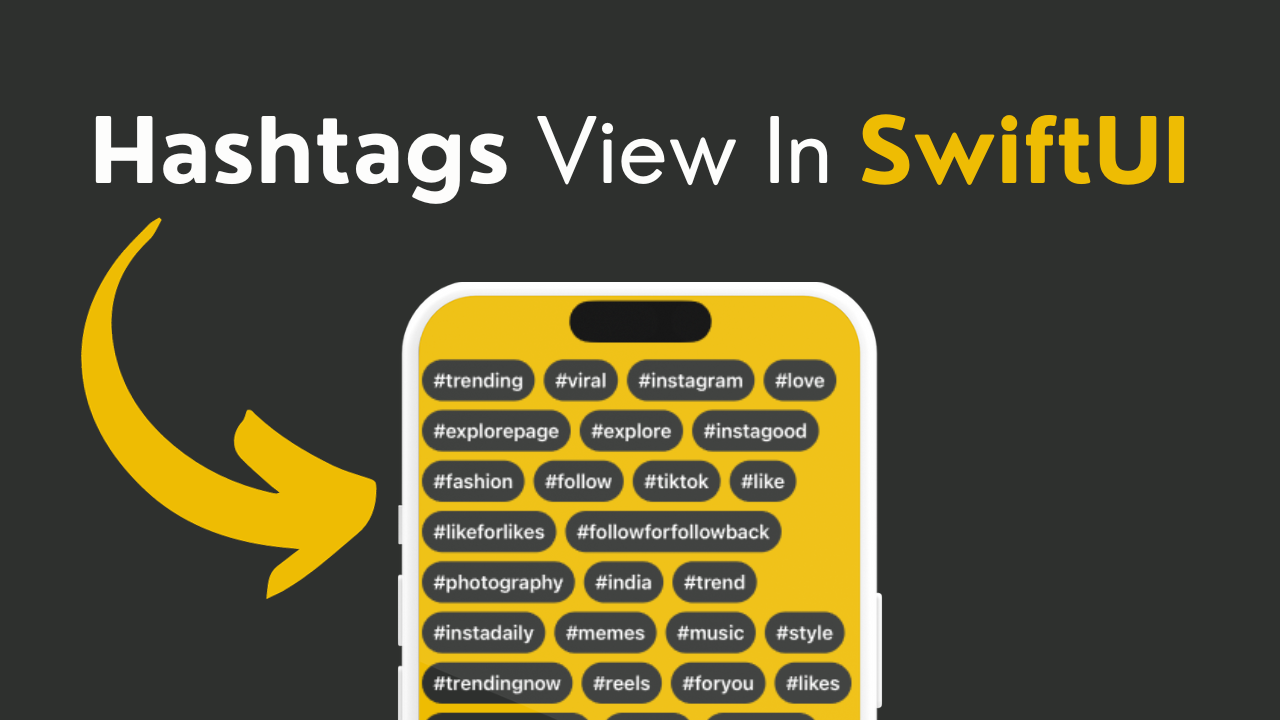 Hashtags View In SwiftUI
#trending #viral #instagram #love
#explorepage #explore #instagood
#fashion #follow #tiktok #like
#likeforlikes #followforfollowback
#photography #india #trend
#instadaily #memes #music #style
#trendingnow #reels #foryou #likes